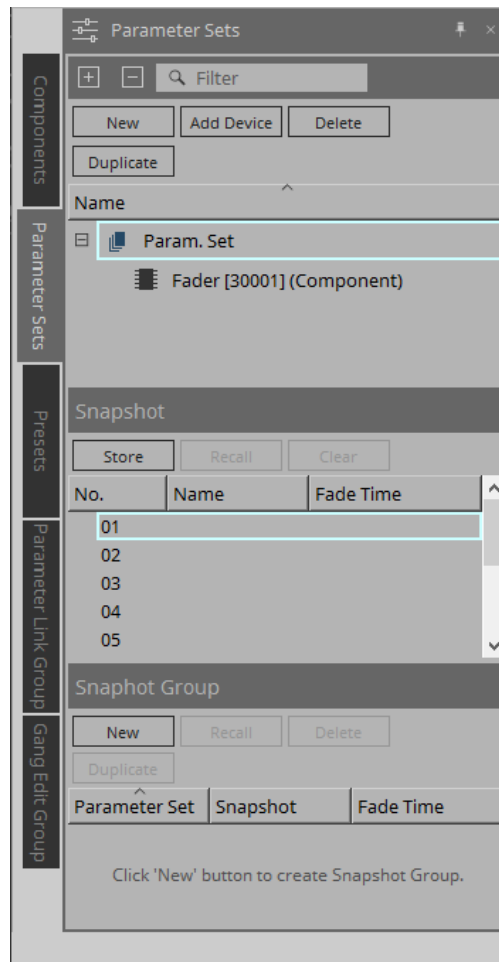 Parameter Sets
Filter
New Add Device Delete
Duplicate
Name
Param. Set
Fader [30001] (Component)
Snapshot
Store Recall Clear
No. Name Fade Time
01
02
03
04
05
Snaphot Group
New Recall Delete
Duplicate
Parameter Set Snapshot Fade Time
Click 'New' button to create Snapshot Group.
Components
Parameter Sets
Presets
Parameter Link Group
Gang Edit Group